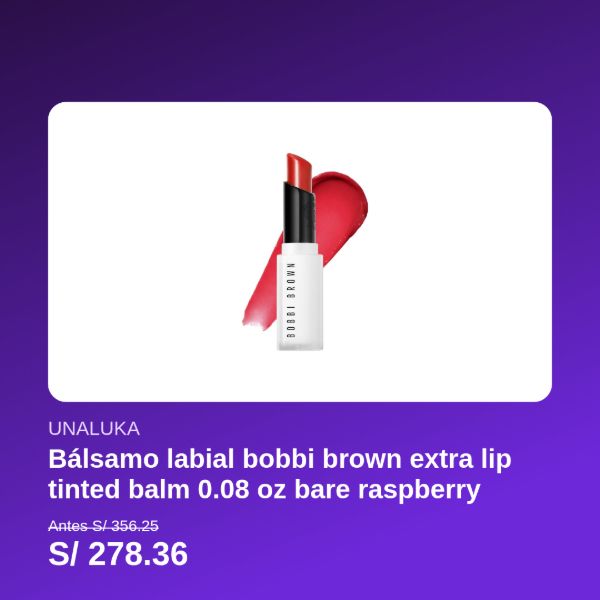 BOBBI BROWN
UNALUKA
Bálsamo labial bobbi brown extra lip
tinted balm 0.08 oz bare raspberry
Antes S/ 356.25
S/ 278.36